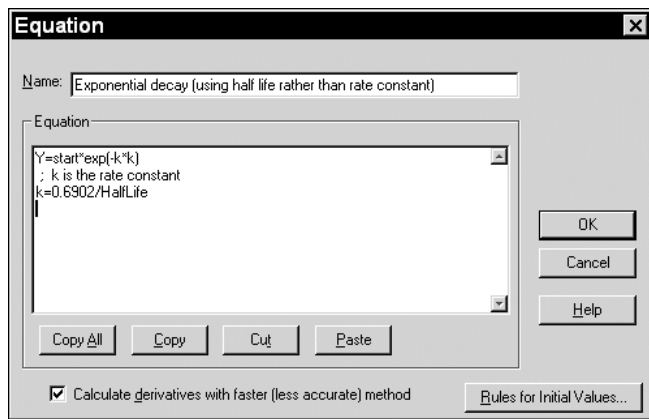 Equation
Name: Exponential decay (using half life rather than rate constant)
Equation
Y=start*exp(-k*k)
; k is the rate constant
k=0.6902/HalfLife
OK
Cancel
Help
Copy All
Copy
Cut
Paste
Calculate derivatives with faster (less accurate) method
Rules for Initial Values...